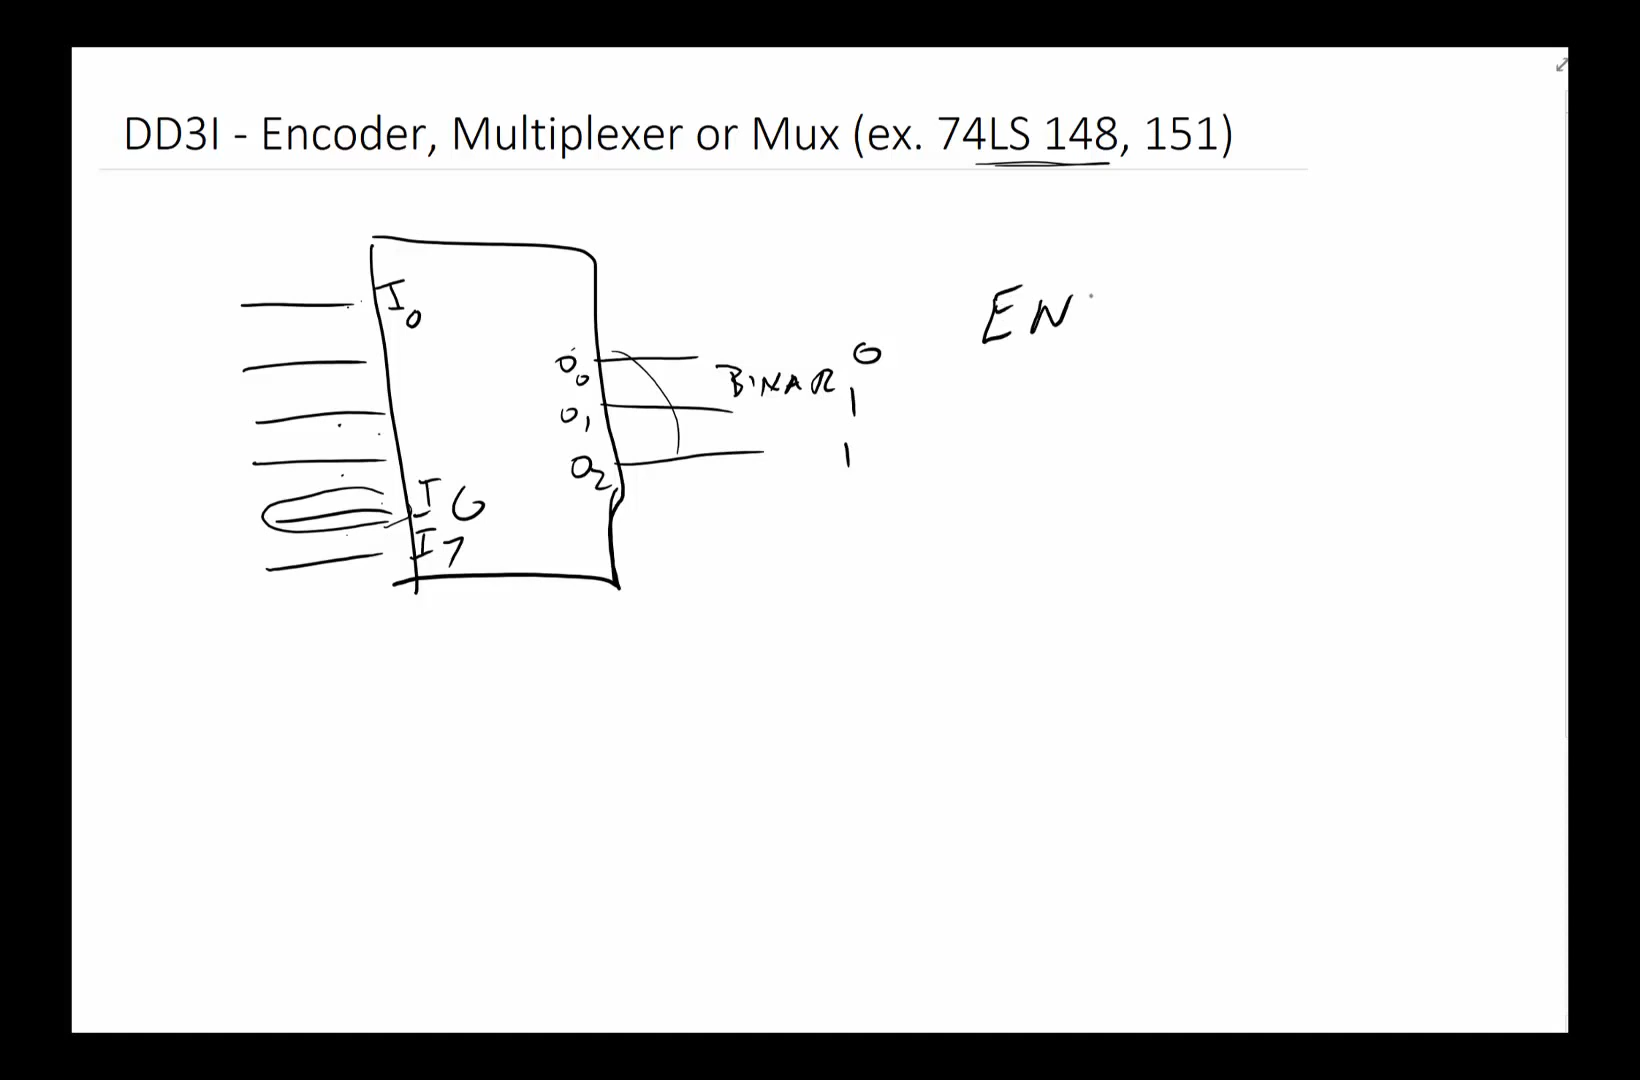 DD3I - Encoder, Multiplexer or Mux (ex. 74LS 148, 151)
I0
EN
O0
BINAR
0
O1
1
O2
1
I6
I7